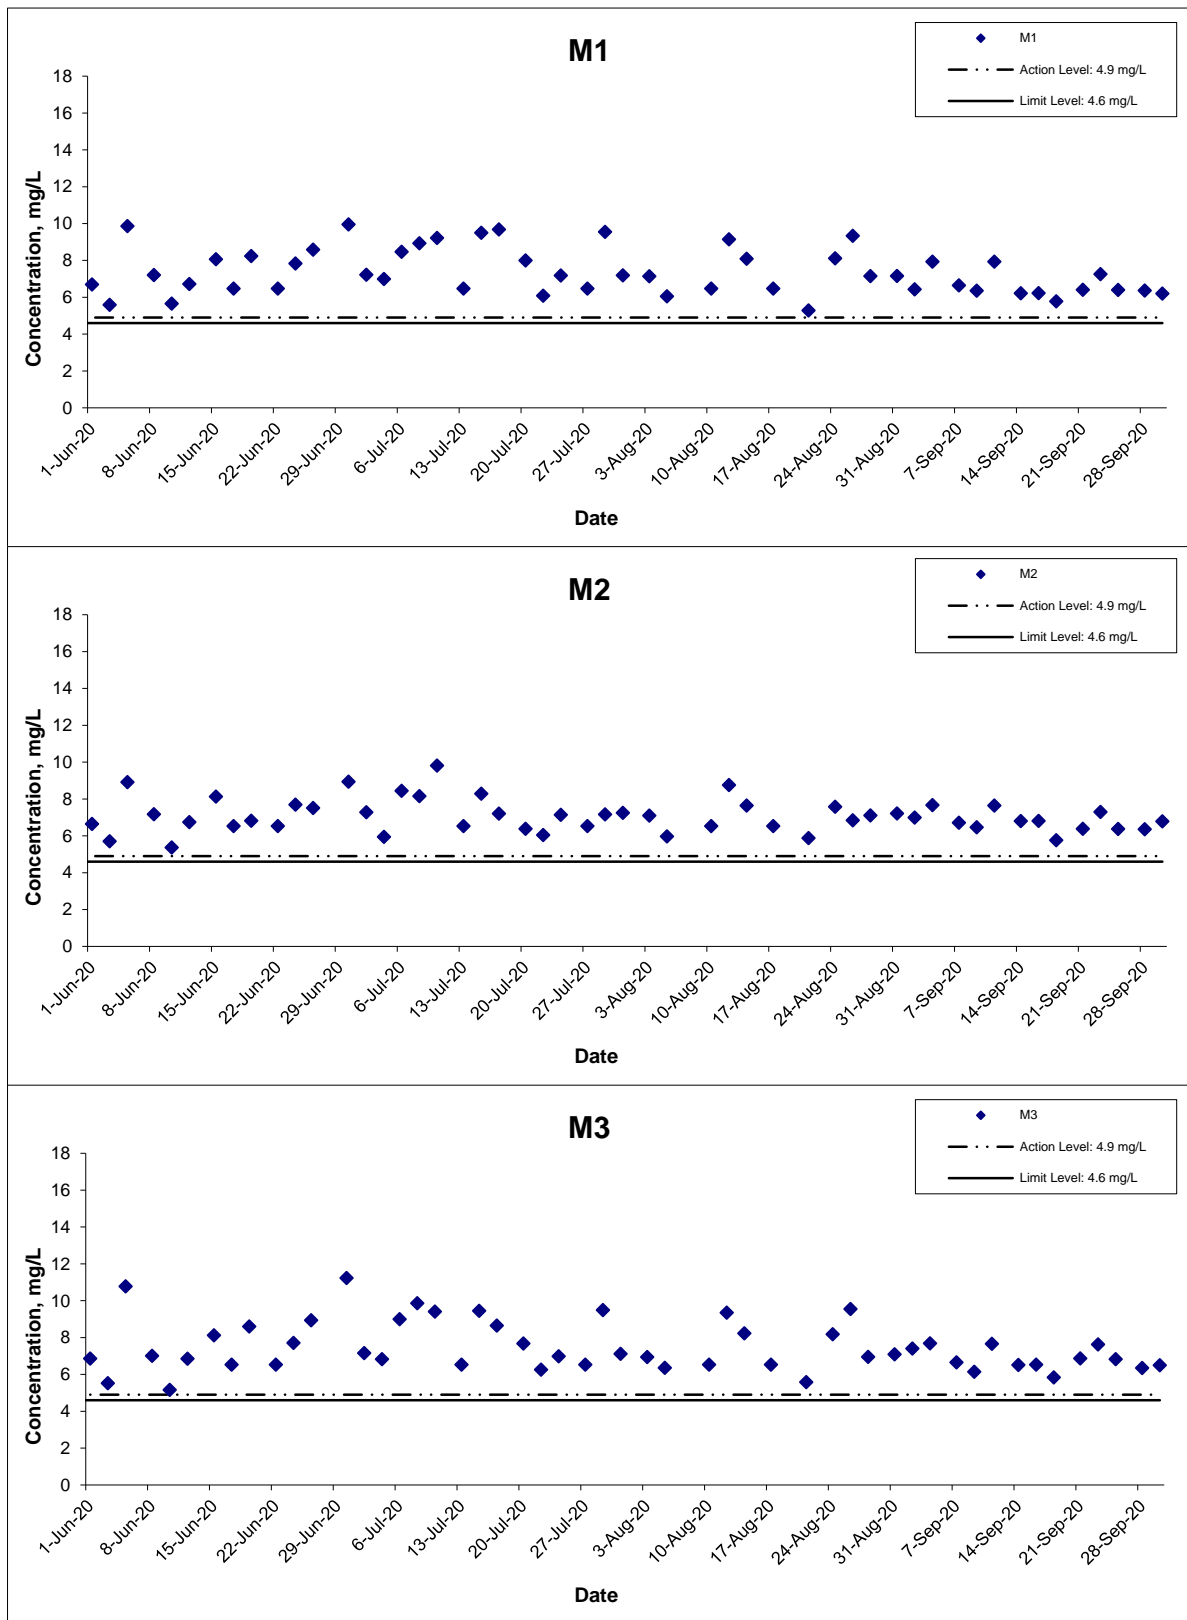 M1
M1
Action Level: 4.9 mg/L
Limit Level: 4.6 mg/L
Concentration, mg/L
18
16
14
12
10
8
6
4
2
0
1-Jun-20
8-Jun-20
15-Jun-20
22-Jun-20
29-Jun-20
6-Jul-20
13-Jul-20
20-Jul-20
27-Jul-20
3-Aug-20
10-Aug-20
17-Aug-20
24-Aug-20
31-Aug-20
7-Sep-20
14-Sep-20
21-Sep-20
28-Sep-20
Date
M2
M2
Action Level: 4.9 mg/L
Limit Level: 4.6 mg/L
Concentration, mg/L
18
16
14
12
10
8
6
4
2
0
1-Jun-20
8-Jun-20
15-Jun-20
22-Jun-20
29-Jun-20
6-Jul-20
13-Jul-20
20-Jul-20
27-Jul-20
3-Aug-20
10-Aug-20
17-Aug-20
24-Aug-20
31-Aug-20
7-Sep-20
14-Sep-20
21-Sep-20
28-Sep-20
Date
M3
M3
Action Level: 4.9 mg/L
Limit Level: 4.6 mg/L
Concentration, mg/L
18
16
14
12
10
8
6
4
2
0
1-Jun-20
8-Jun-20
15-Jun-20
22-Jun-20
29-Jun-20
6-Jul-20
13-Jul-20
20-Jul-20
27-Jul-20
3-Aug-20
10-Aug-20
17-Aug-20
24-Aug-20
31-Aug-20
7-Sep-20
14-Sep-20
21-Sep-20
28-Sep-20
Date